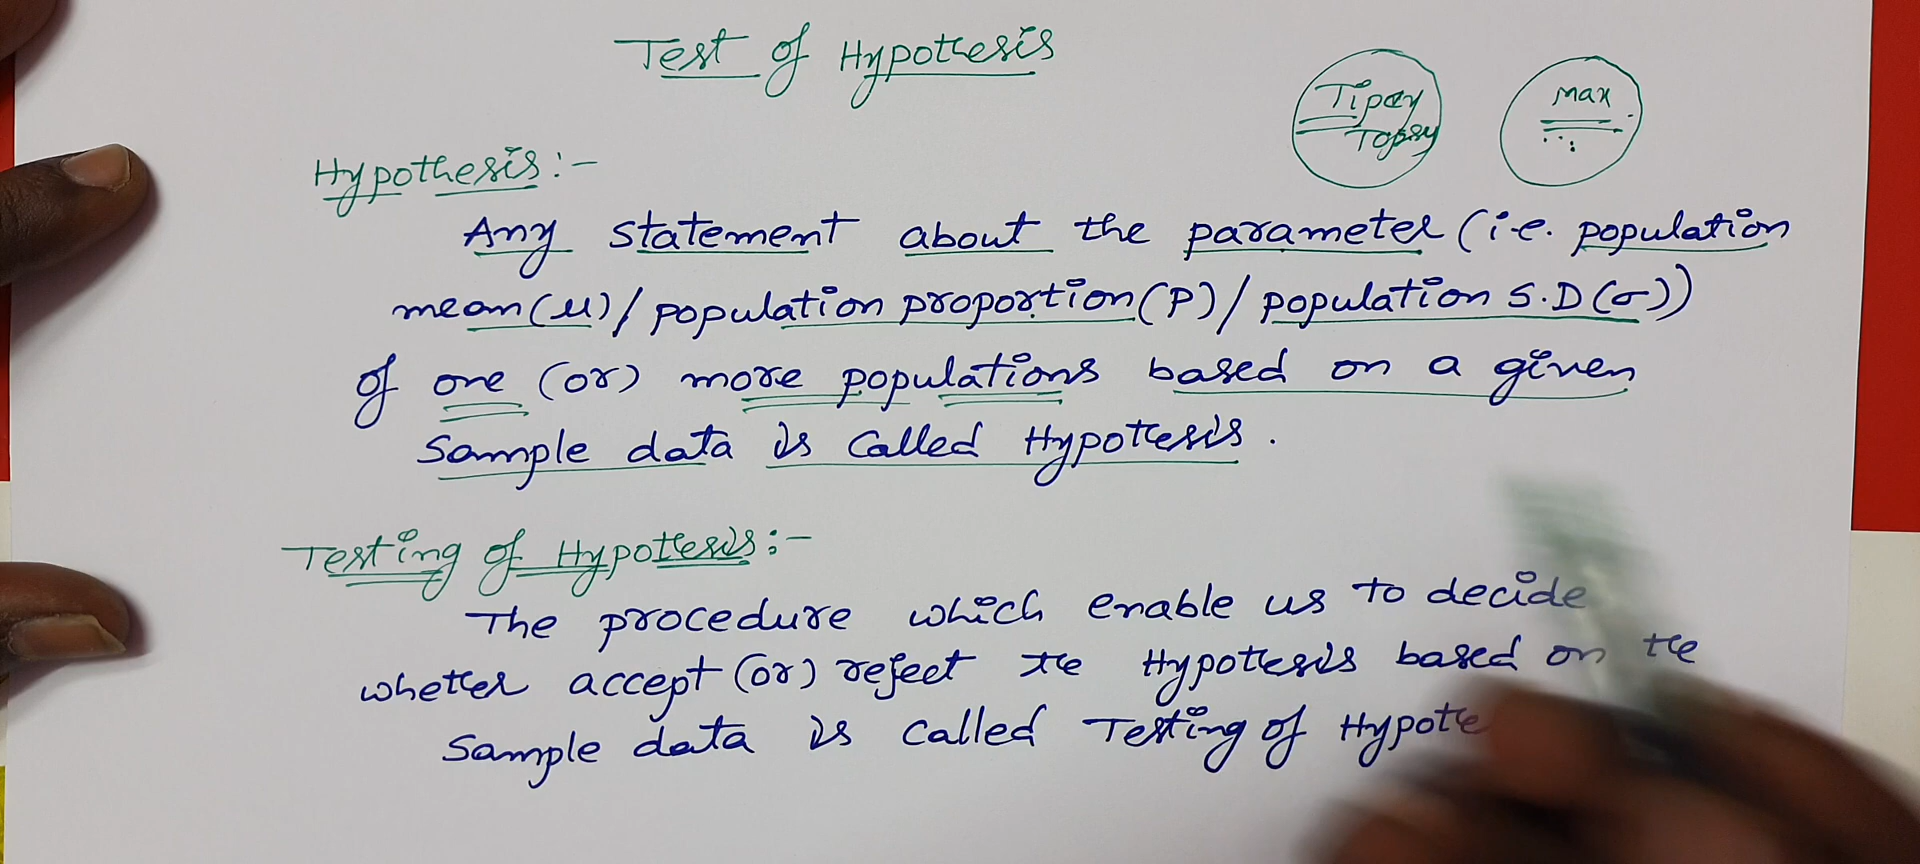 Test of Hypothesis
Tipsy
Topsy
Max
Hypothesis:-
Any statement about the parameter (i.e. population
mean(μ)/population proportion(P)/population S.D(σ))
of one (or) more populations based on a given
Sample data is called Hypothesis.
Testing of Hypothesis:-
The procedure which enable us to decide
whether accept (or) reject the Hypothesis based on the
Sample data is called Testing of Hypothe